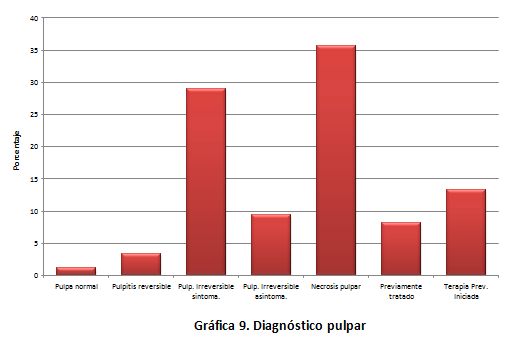 40
35
30
25
20
15
10
5
0
Porcentaje
Pulpa normal
Pulpitis reversible
Pulp. Irreversible
sintoma.
Pulp. Irreversible
asintoma.
Necrosis pulpar
Previamente
tratado
Terapia Prev.
Iniciada
Gráfica 9. Diagnóstico pulpar